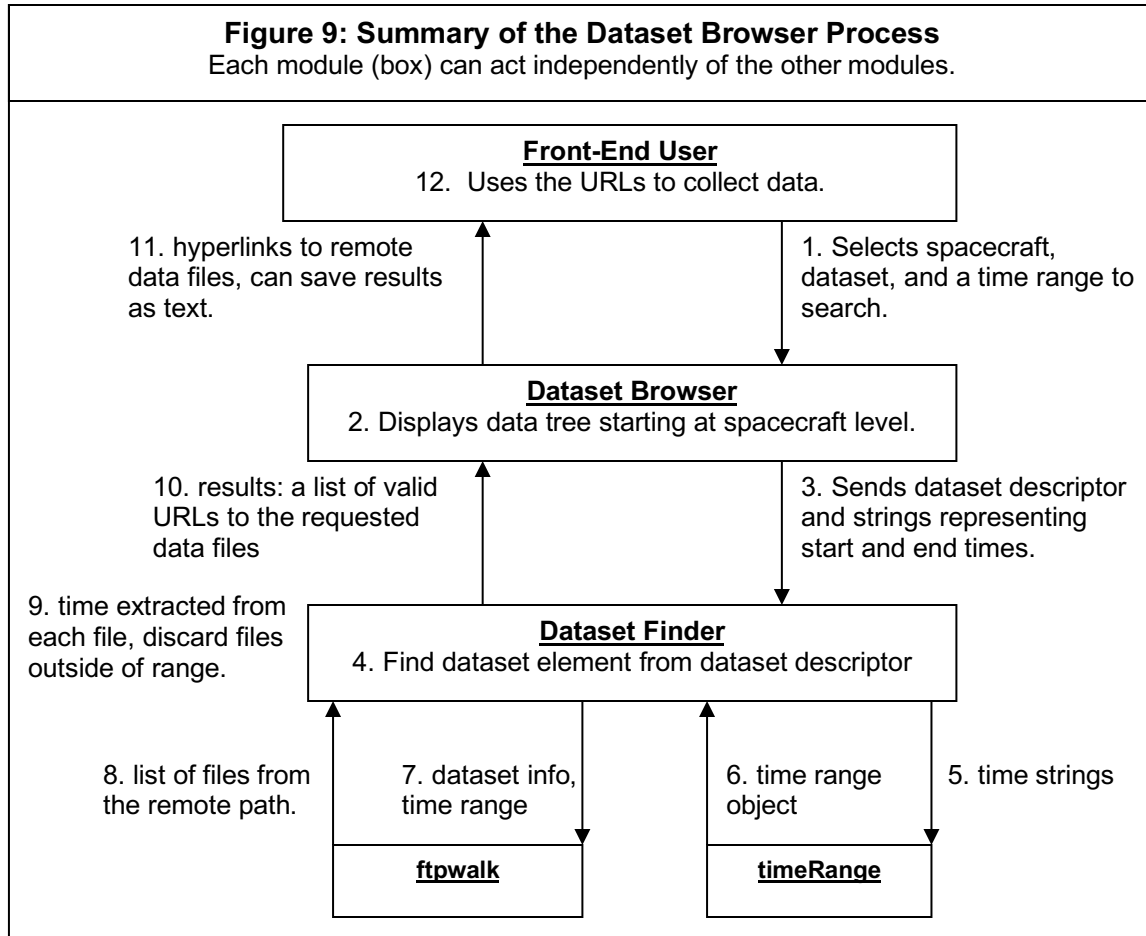 Figure 9: Summary of the Dataset Browser Process
Each module (box) can act independently of the other modules.
Front-End User
12.  Uses the URLs to collect data.
11. hyperlinks to remote
data files, can save results
as text.
1. Selects spacecraft,
dataset, and a time range to
search.
Dataset Browser
2. Displays data tree starting at spacecraft level.
10. results: a list of valid
URLs to the requested
data files
3. Sends dataset descriptor
and strings representing
start and end times.
9. time extracted from
each file, discard files
outside of range.
Dataset Finder
4. Find dataset element from dataset descriptor
8. list of files from
the remote path.
7. dataset info,
time range
6. time range
object
5. time strings
ftpwalk
timeRange